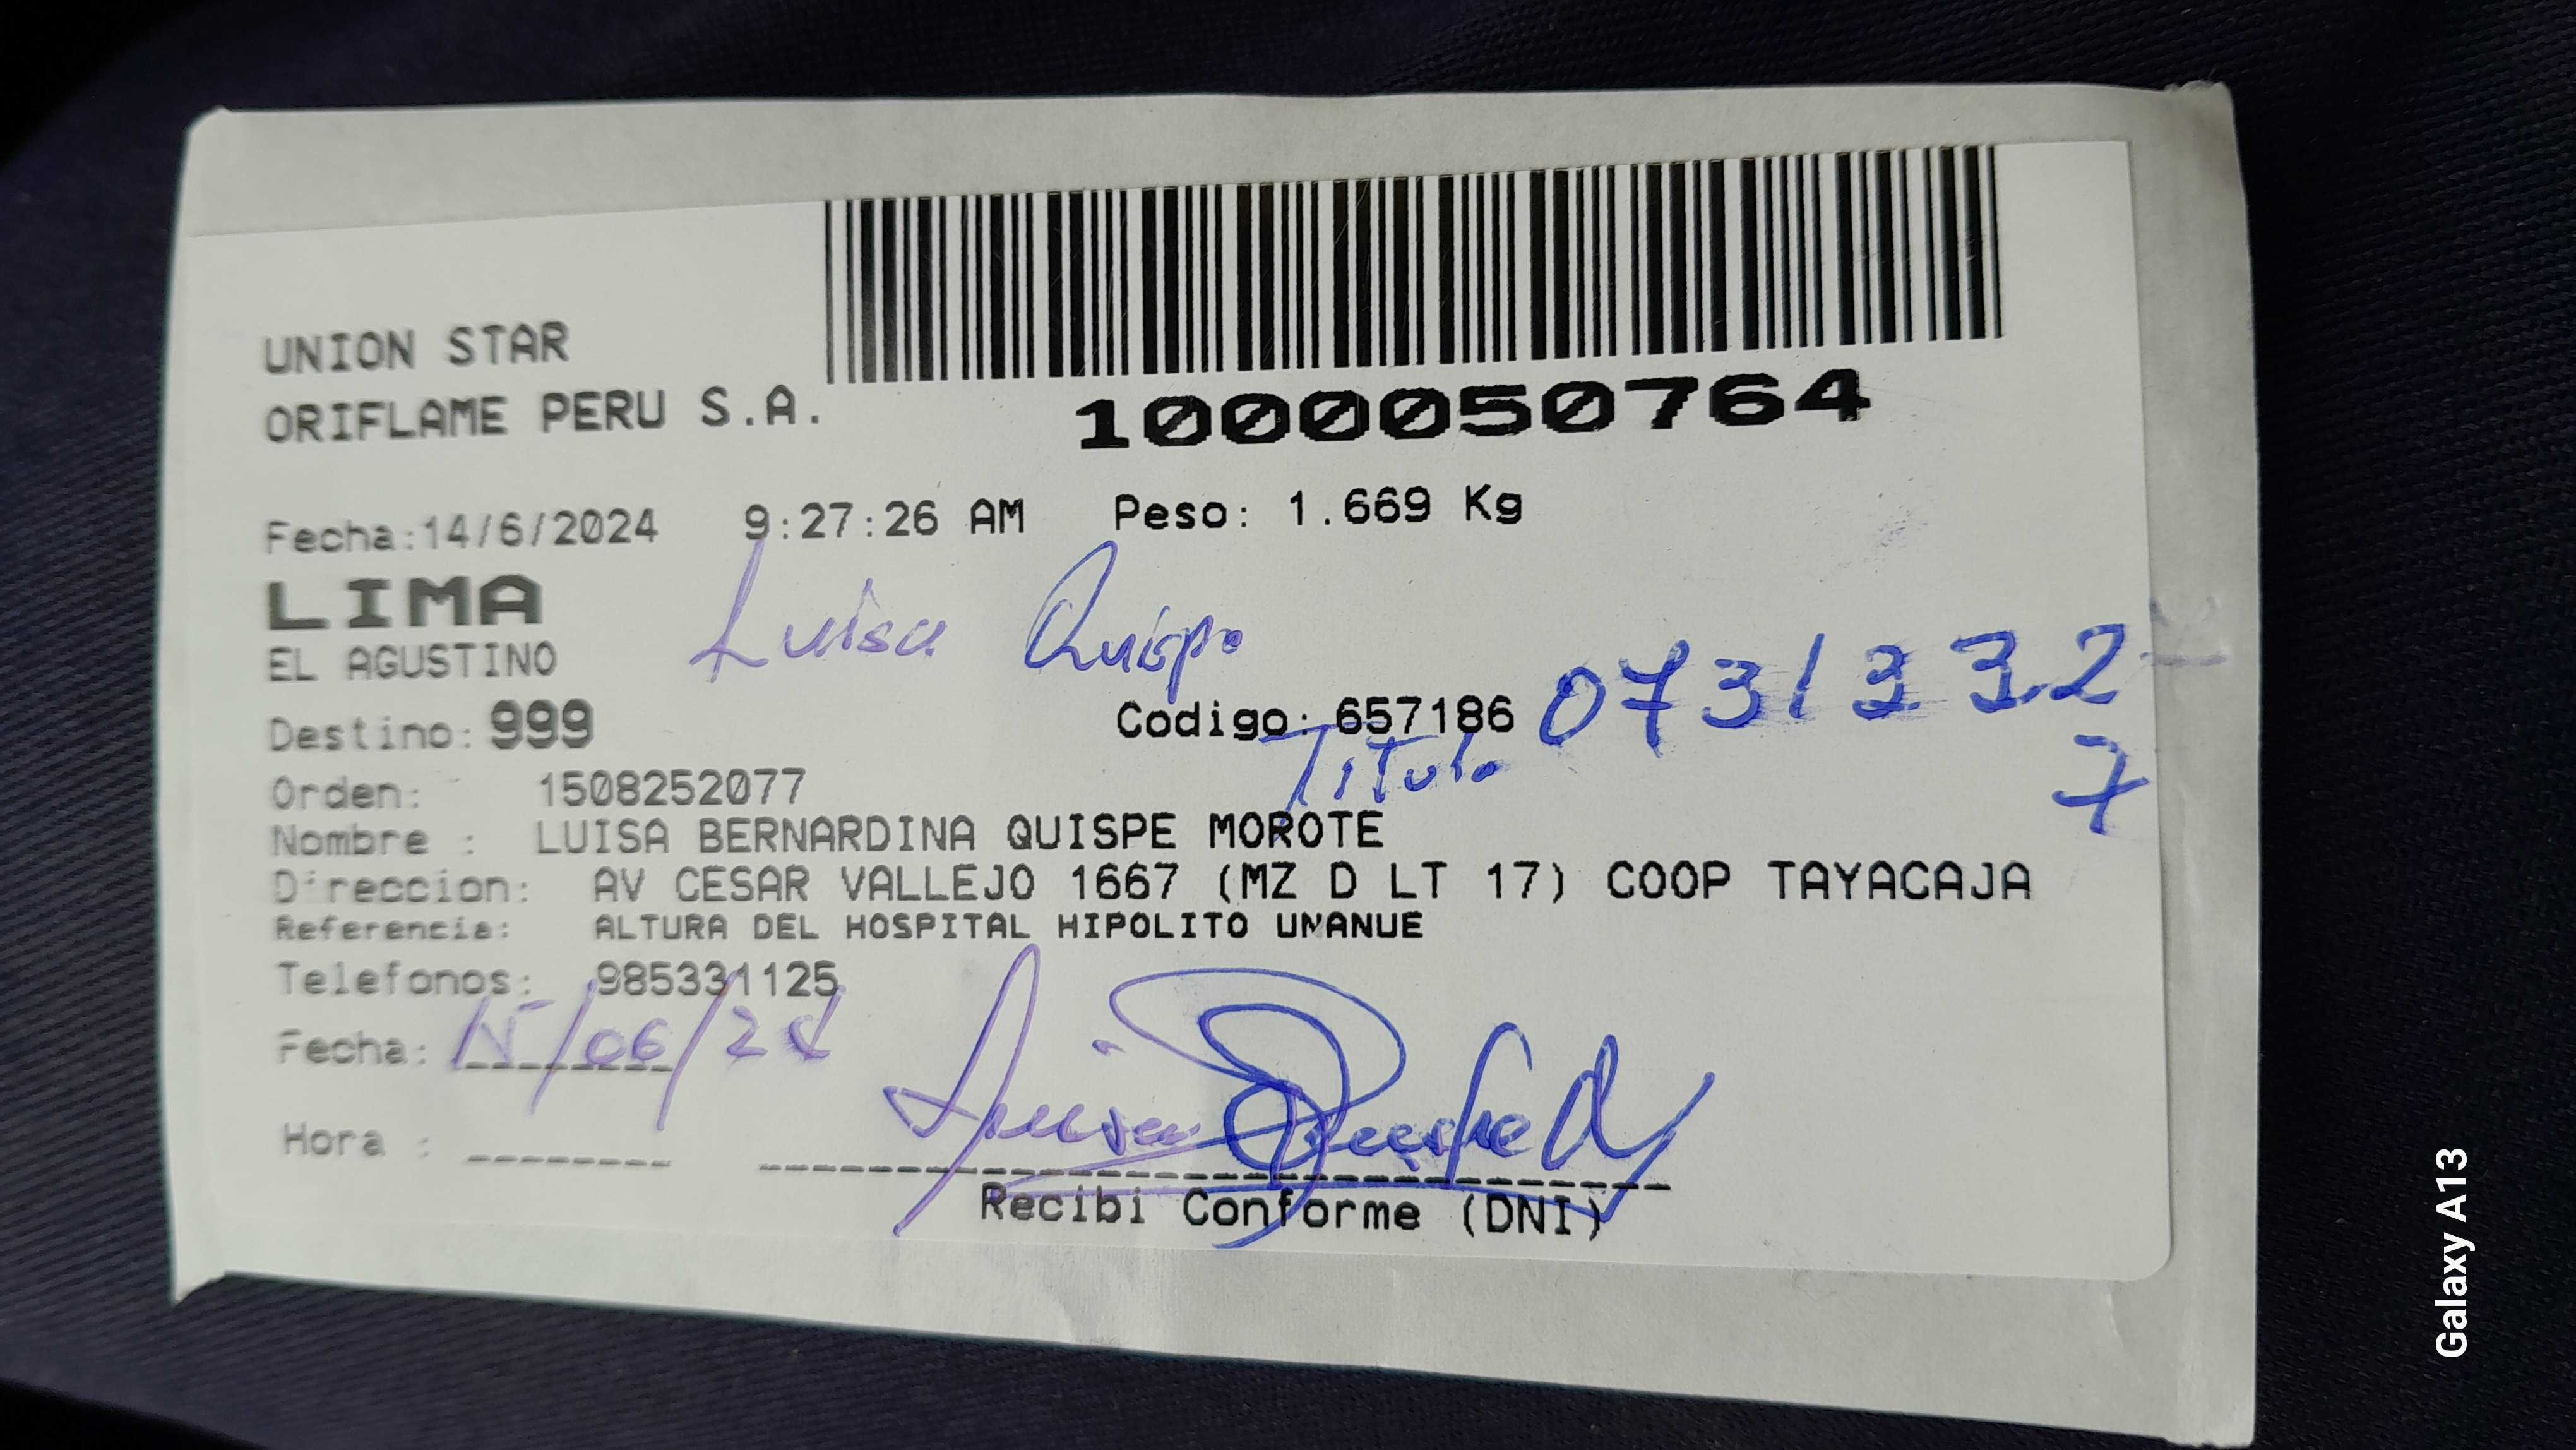 UNION STAR
ORIFLAME PERU S.A.
1000050764
Fecha:14/6/2024 9:27:26 AM Peso: 1.669 Kg
LIMA
Luisa Quispe
EL AGUSTINO
0731332
7
Destino: 999
Codigo: 657186
Titulo
Orden: 1508252077
Nombre : LUISA BERNARDINA QUISPE MOROTE
Direccion: AV CESAR VALLEJO 1667 (MZ D LT 17) COOP TAYACAJA
Referencia: ALTURA DEL HOSPITAL HIPOLITO UNANUE
Telefonos: 985331125
Fecha: 15/06/24
Hora :
Luisa Quispe
Recibi Conforme (DNI)
Galaxy A13